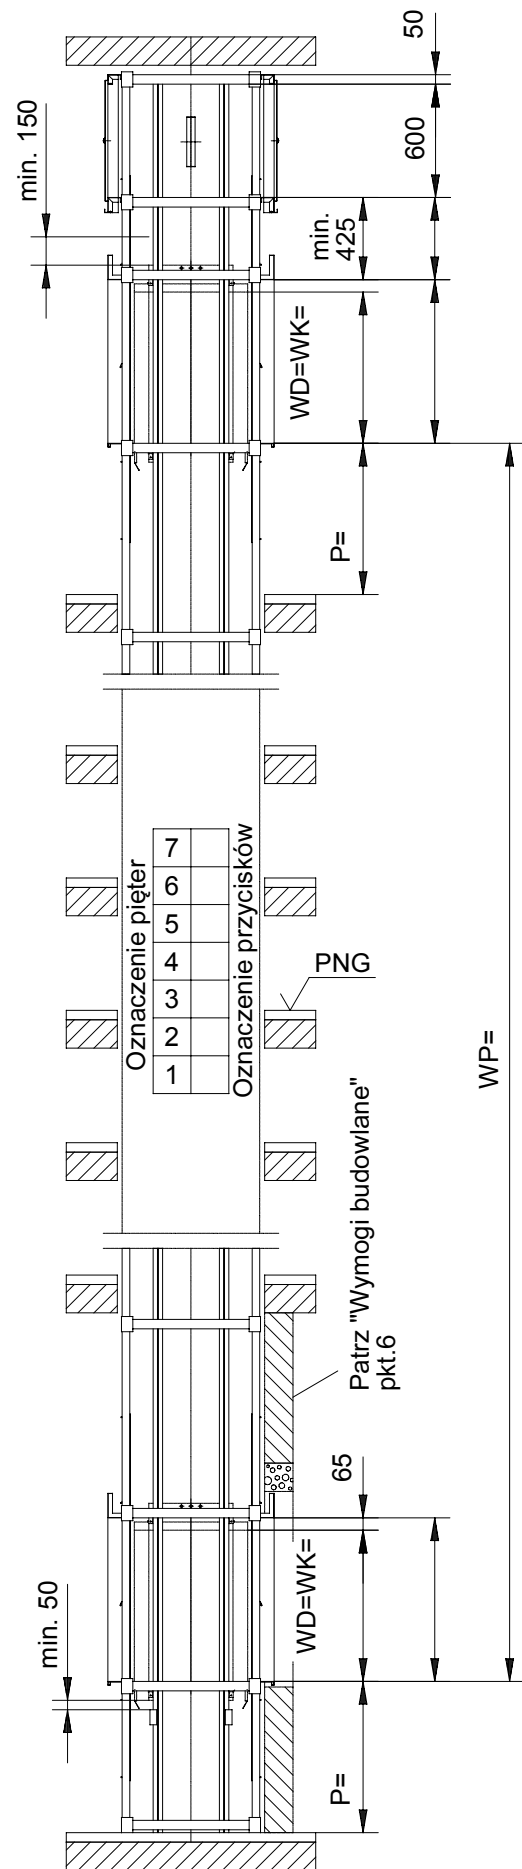 50
min. 150
600
min.
425
WD=WK=
P=
Oznaczenie pięter
7
6
5
4
3
2
1
Oznaczenie przycisków
PNG
WP=
Patrz "Wymogi budowlane"
pkt.6
65
min. 50
WD=WK=
P=